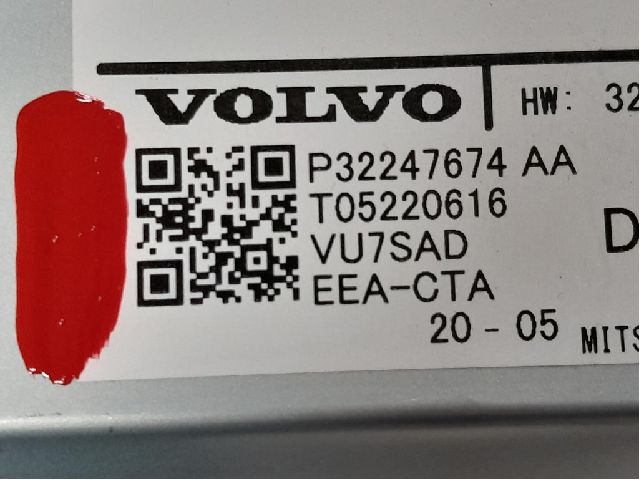 VOLVO HW: 32
P32247674 AA
T05220616
VU7SAD D
EEA-CTA
20-05 MITS